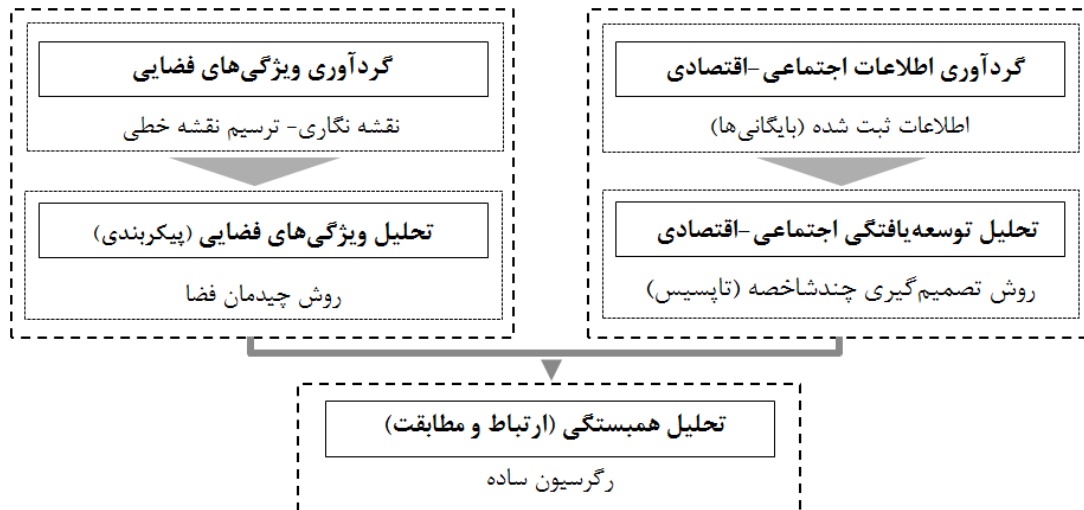 گردآوری اطلاعات اجتماعی-اقتصادی
اطلاعات ثبت شده (بایگانی‌ها)
تحلیل توسعه‌یافتگی اجتماعی-اقتصادی
روش تصمیم‌گیری چندشاخصه (تاپسیس)
گردآوری ویژگی‌های فضایی
نقشه نگاری- ترسیم نقشه خطی
تحلیل ویژگی‌های فضایی (پیکربندی)
روش چیدمان فضا
تحلیل همبستگی (ارتباط و مطابقت)
رگرسیون ساده